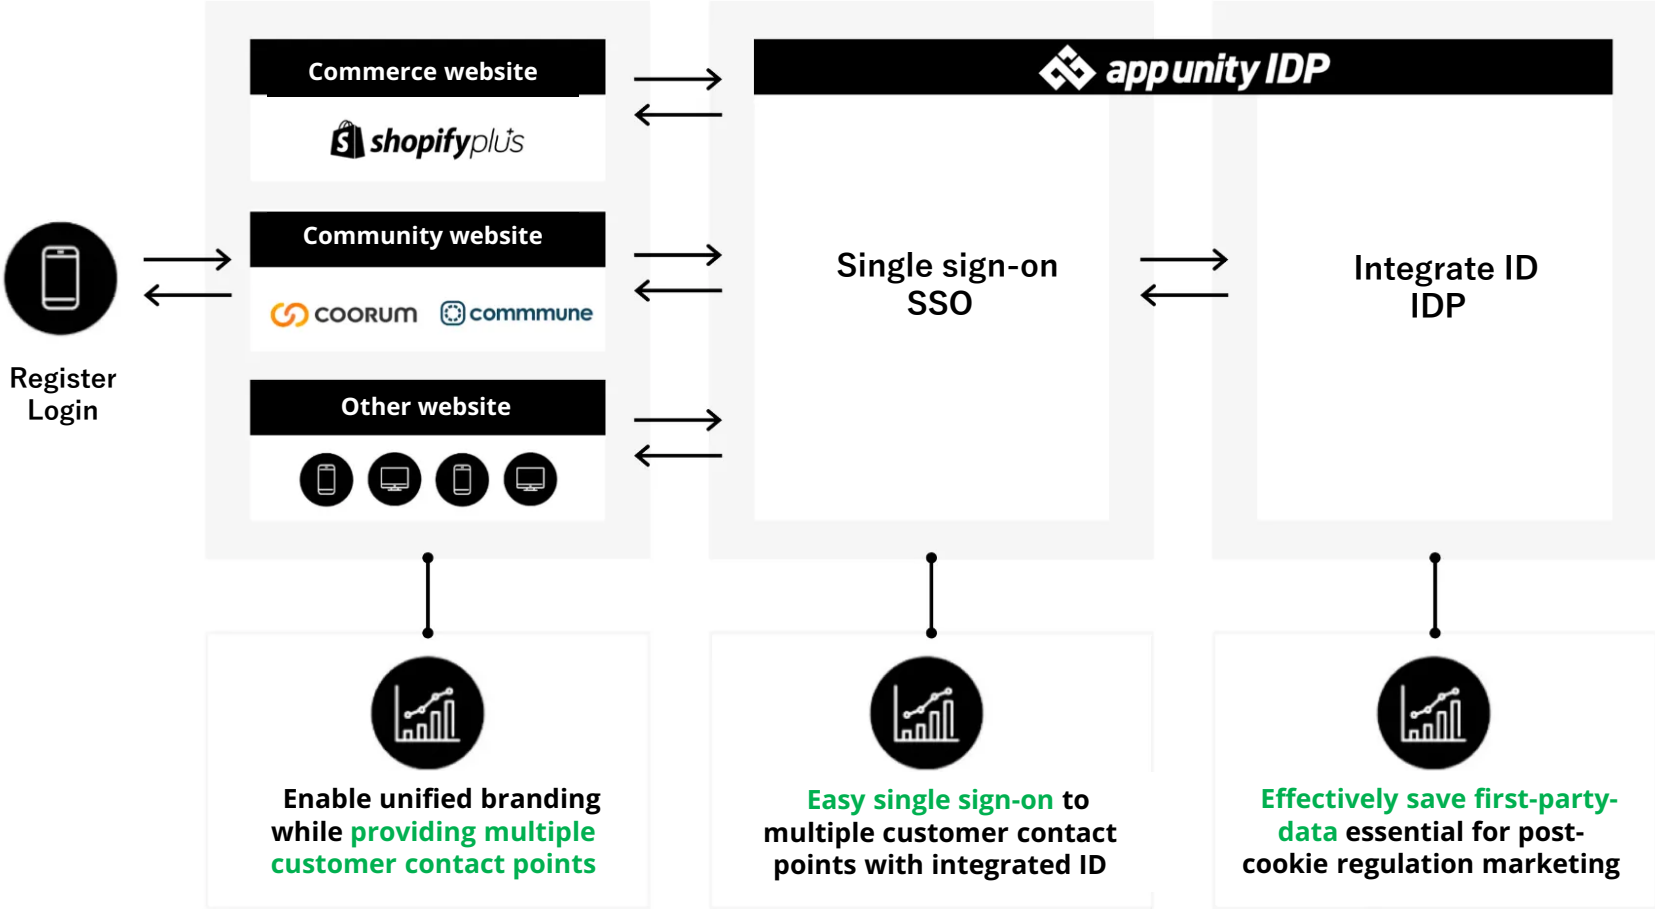 Commerce website
shopifyplus
app unity IDP
Community website
COORUM
commmune
Register
Login
Other website
Single sign-on
SSO
Integrate ID
IDP
Enable unified branding
while providing multiple
customer contact points
Easy single sign-on to
multiple customer contact
points with integrated ID
Effectively save first-party-
data essential for post-
cookie regulation marketing